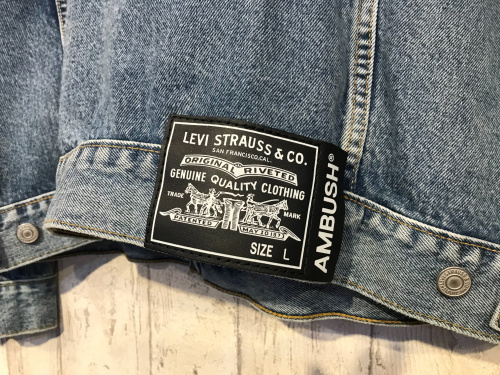 LEVI STRAUSS & CO.
SAN FRANCISCO, CAL.
ORIGINAL RIVETED
GENUINE QUALITY CLOTHING
TRADE MARK
PATENTED MAY 20 1873
SIZE L
AMBUSH®